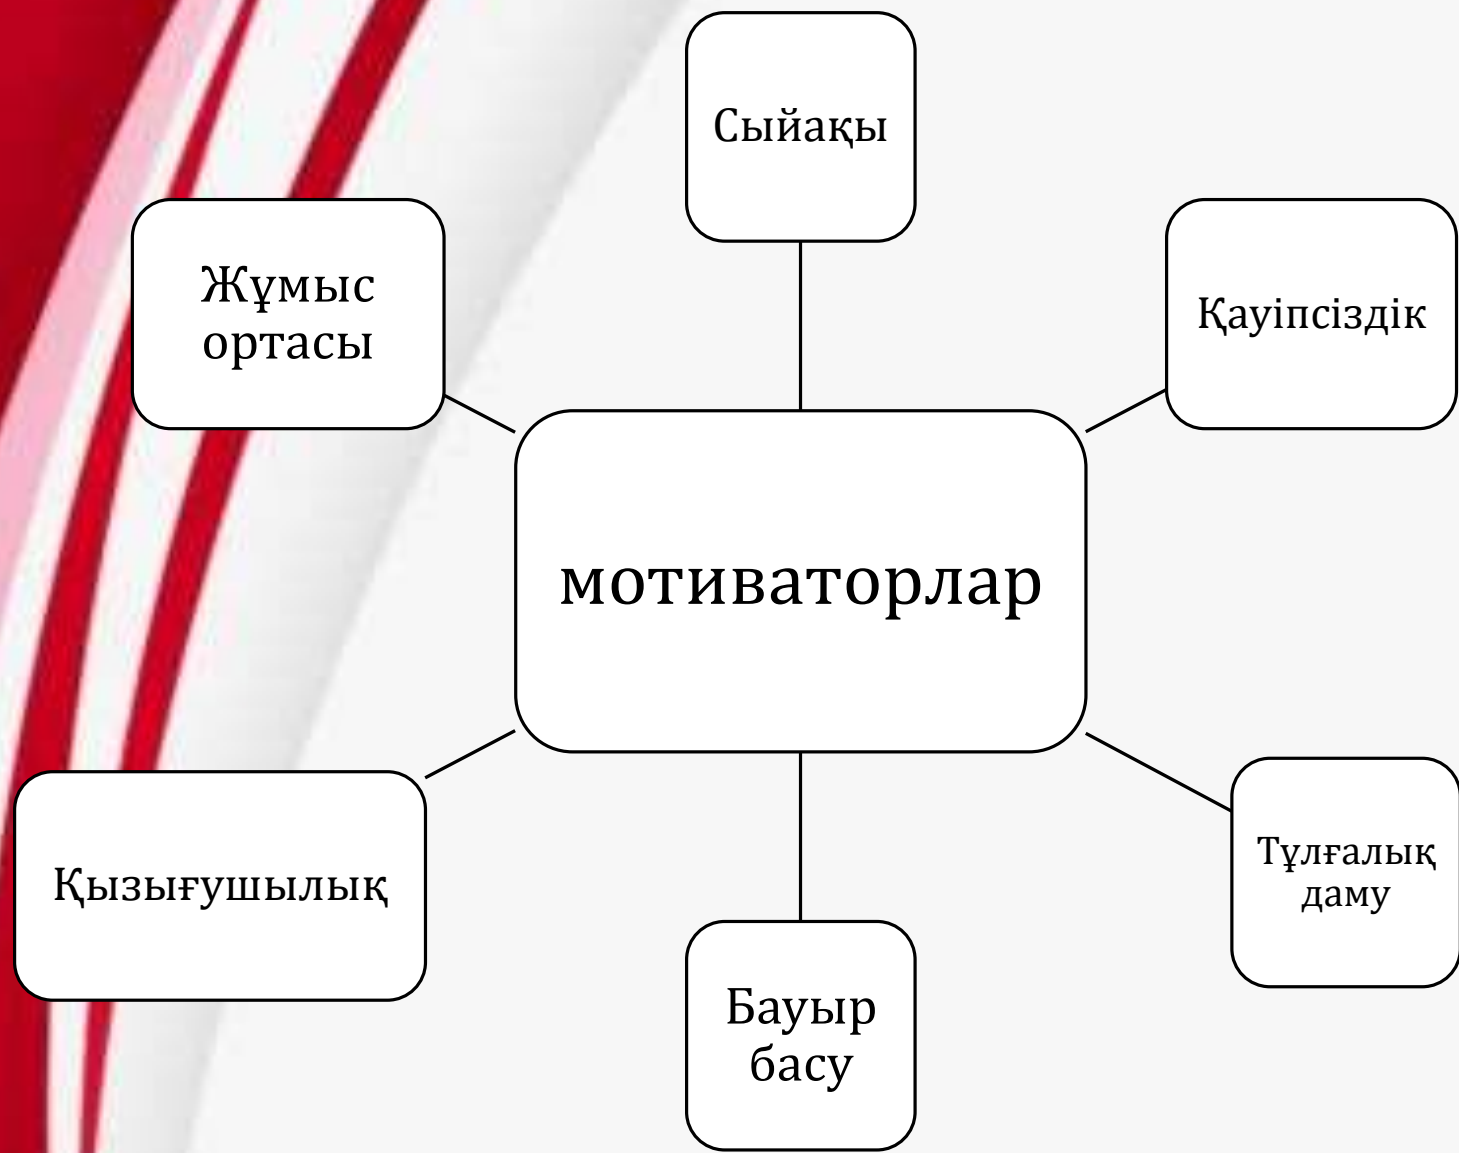 Сыйақы
Жұмыс
ортасы
Қауіпсіздік
мотиваторлар
Қызығушылық
Тұлғалық
даму
Бауыр
басу